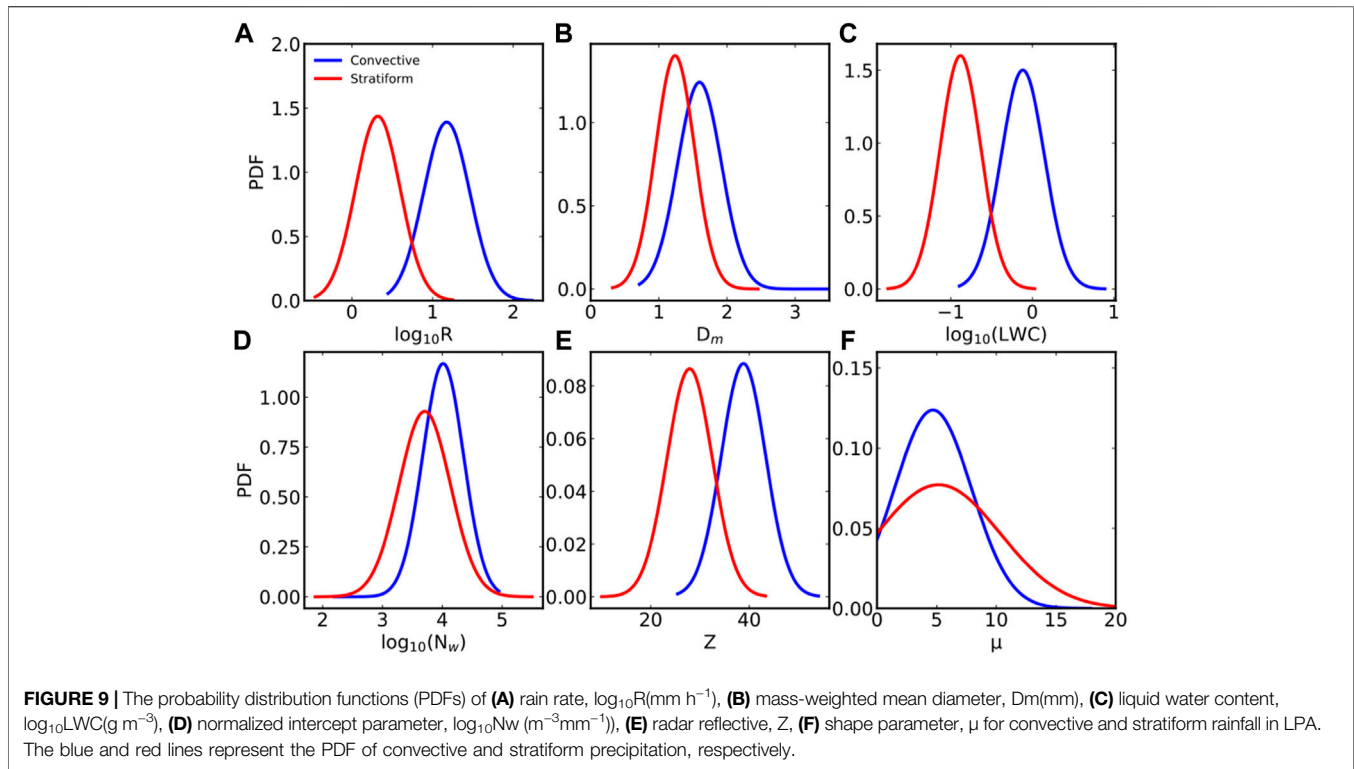 A
B
C
2.0
1.5
1.0
0.5
0.0
PDF
Convective
Stratiform
0
1
2
log₁₀R
1.0
0.5
0.0
0
1
2
3
Dₘ
1.5
1.0
0.5
0.0
−1
0
1
log₁₀(LWC)
D
E
F
1.00
0.75
0.50
0.25
0.00
PDF
2
3
4
5
log₁₀(N_w)
0.08
0.06
0.04
0.02
0.00
20
40
Z
0.15
0.10
0.05
0.00
0
5
10
15
20
μ
FIGURE 9 | The probability distribution functions (PDFs) of (A) rain rate, log₁₀R(mm h⁻¹), (B) mass-weighted mean diameter, Dm(mm), (C) liquid water content,
log₁₀LWC(g m⁻³), (D) normalized intercept parameter, log₁₀Nw (m⁻³mm⁻¹)), (E) radar reflective, Z, (F) shape parameter, μ for convective and stratiform rainfall in LPA.
The blue and red lines represent the PDF of convective and stratiform precipitation, respectively.